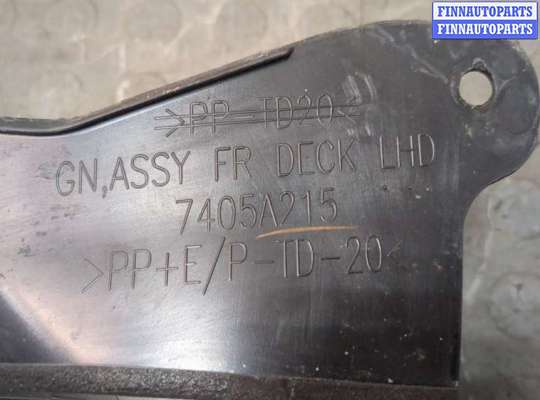 FINNAUTOPARTS
FINNAUTOPARTS
>PP-TD20<
GN,ASSY FR DECK LHD
7405A215
>PP+E/P-TD-20<